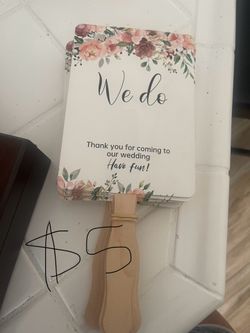 We do
Thank you for coming to
our wedding
Have fun!
$5